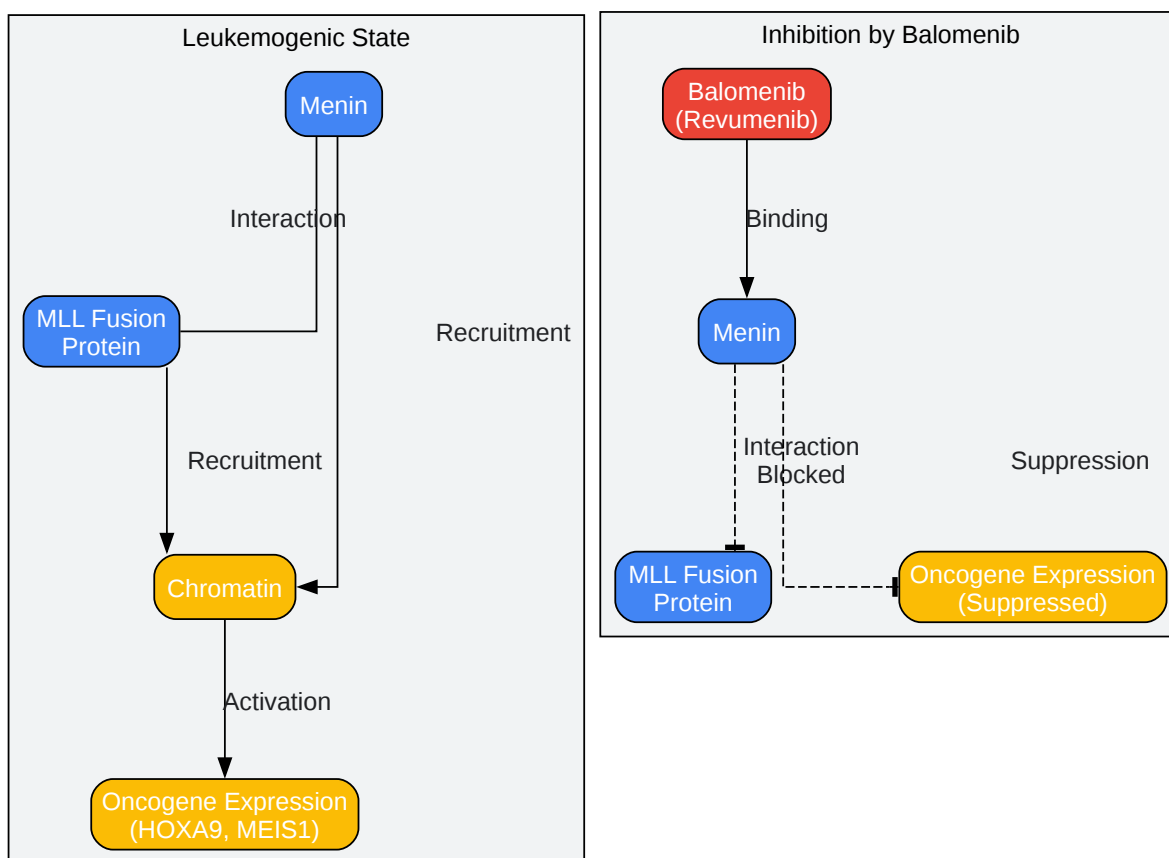 Leukemogenic State
Menin
Interaction
MLL Fusion
Protein
Recruitment
Recruitment
Chromatin
Activation
Oncogene Expression
(HOXA9, MEIS1)
Inhibition by Balomenib
Balomenib
(Revumenib)
Binding
Menin
Interaction
Blocked
Suppression
MLL Fusion
Protein
Oncogene Expression
(Suppressed)